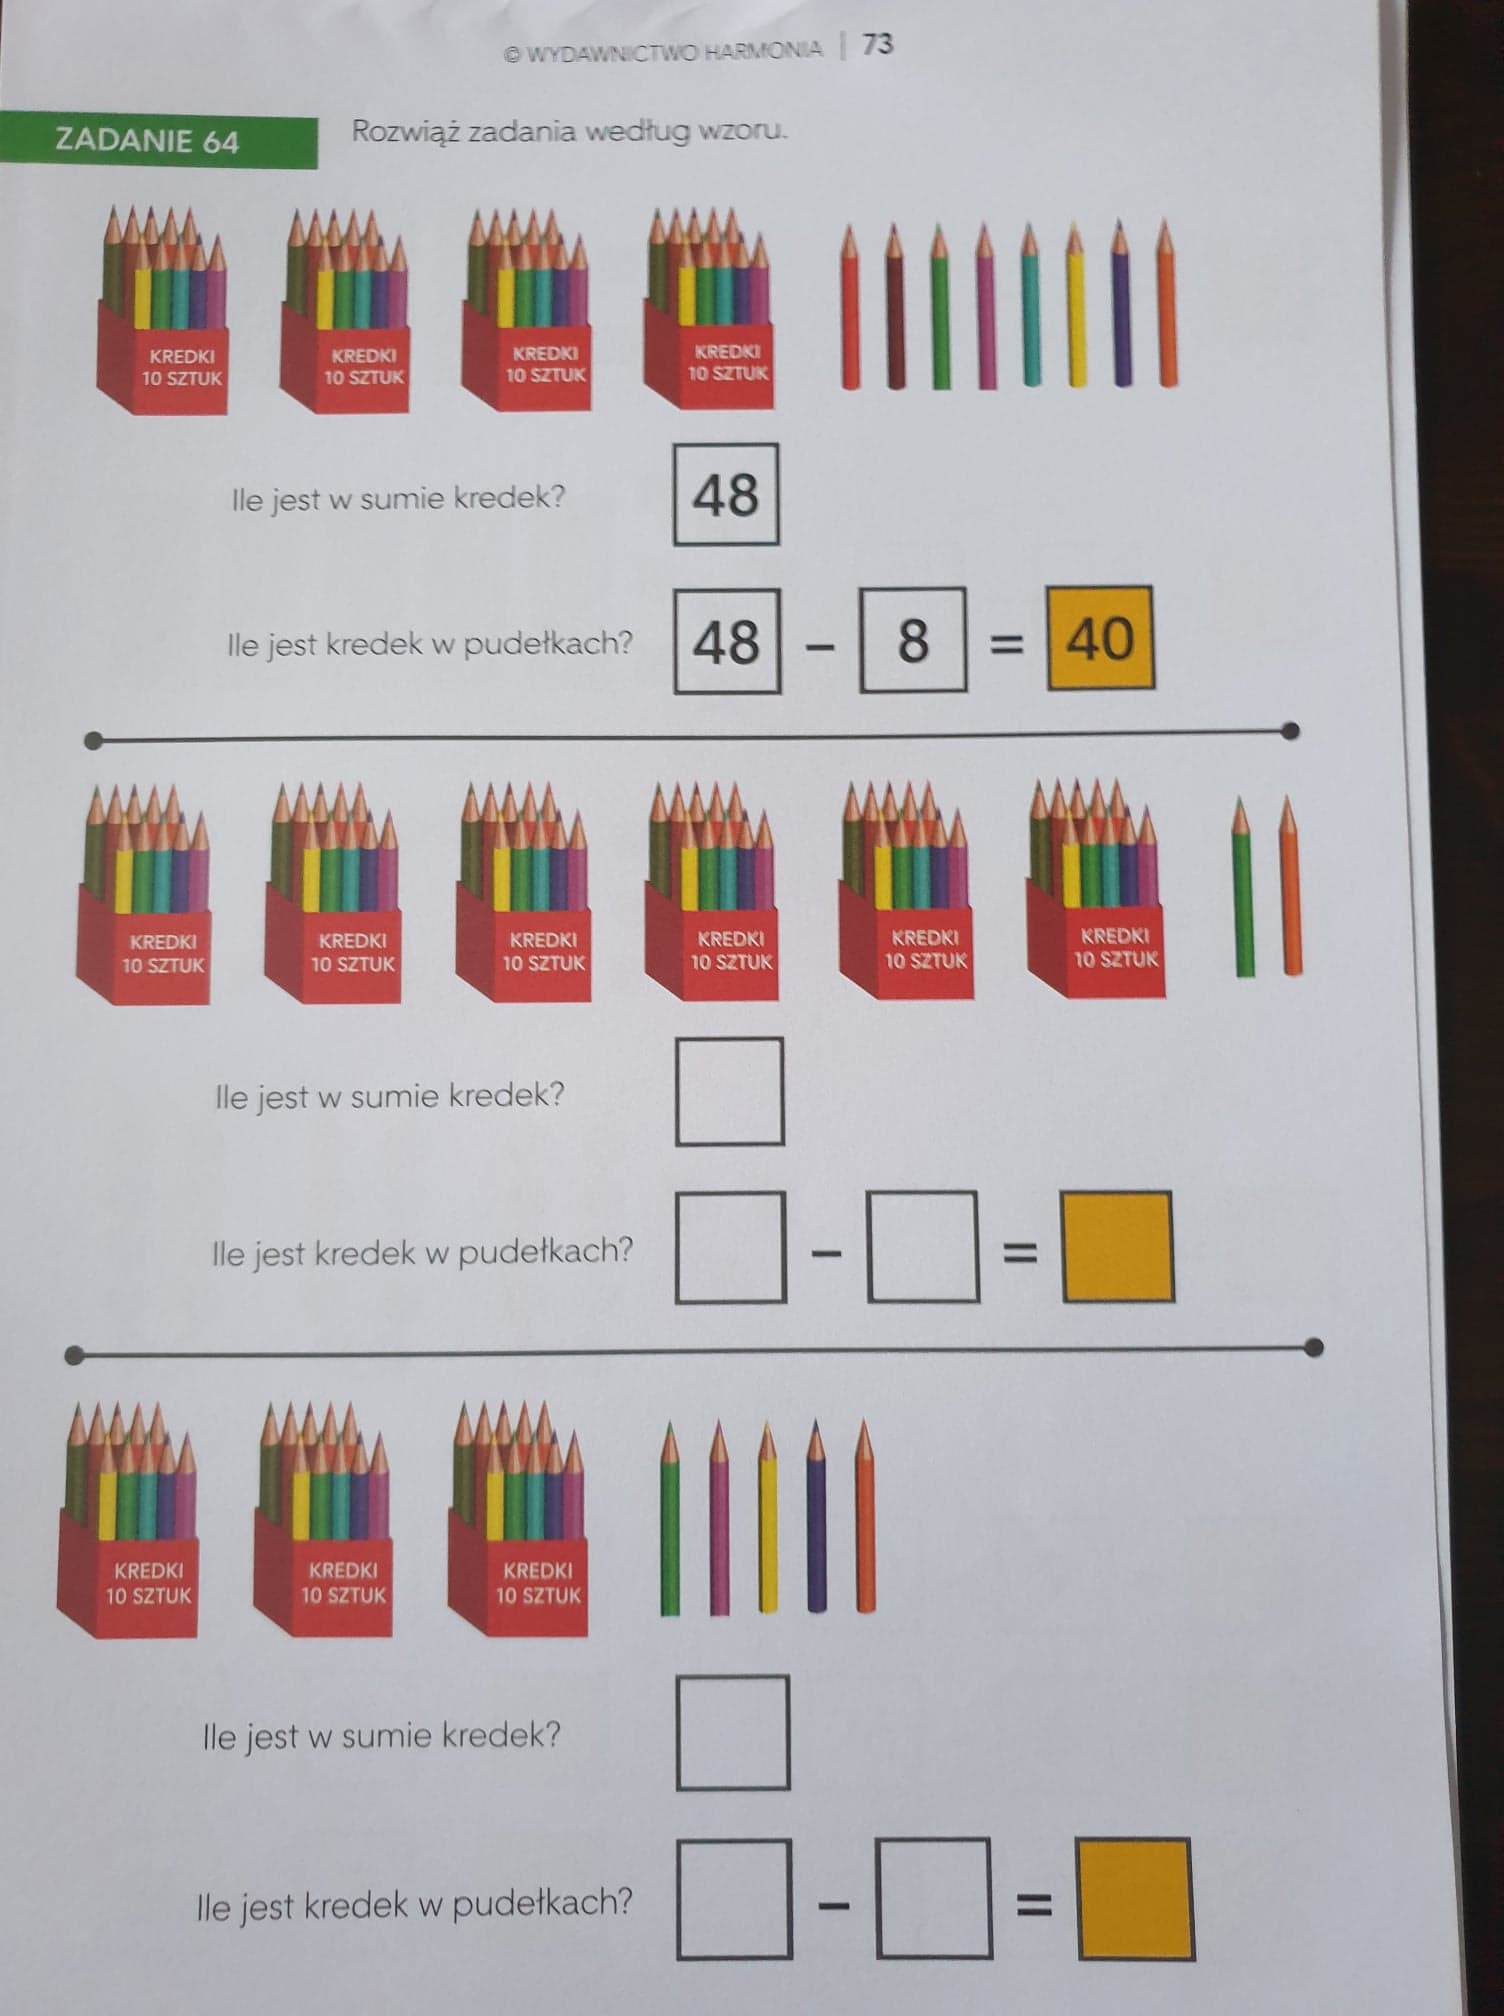 © WYDAWNICTWO HARMONIA | 73
ZADANIE 64 Rozwiąż zadania według wzoru.
KREDKI KREDKI KREDKI KREDKI
10 SZTUK 10 SZTUK 10 SZTUK 10 SZTUK
Ile jest w sumie kredek? 48
Ile jest kredek w pudełkach? 48 – 8 = 40
KREDKI KREDKI KREDKI KREDKI KREDKI KREDKI
10 SZTUK 10 SZTUK 10 SZTUK 10 SZTUK 10 SZTUK 10 SZTUK
Ile jest w sumie kredek?
Ile jest kredek w pudełkach? – =
KREDKI KREDKI KREDKI
10 SZTUK 10 SZTUK 10 SZTUK
Ile jest w sumie kredek?
Ile jest kredek w pudełkach? – =